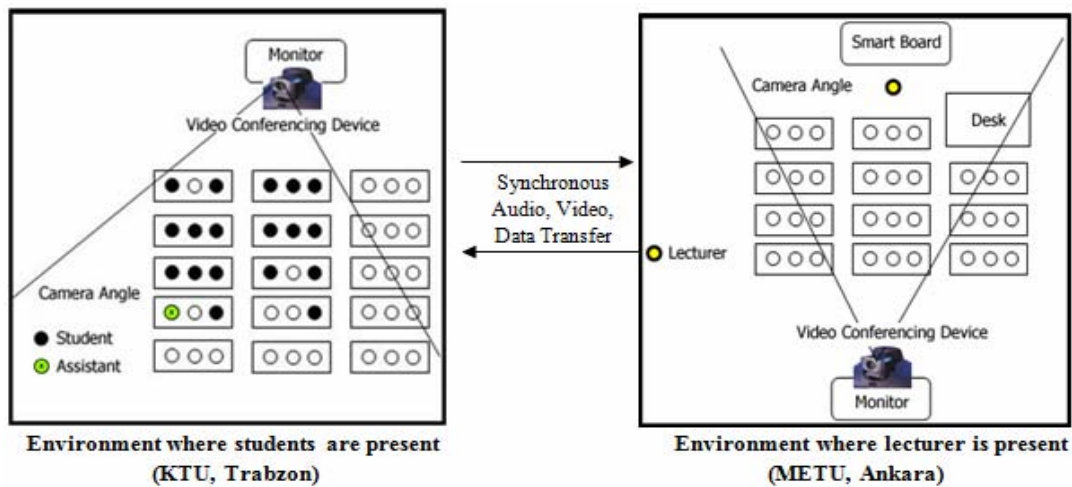 Monitor
Video Conferencing Device
Camera Angle
Student
Assistant
Environment where students are present
(KTU, Trabzon)
Synchronous
Audio, Video,
Data Transfer
Smart Board
Camera Angle
Desk
Lecturer
Video Conferencing Device
Monitor
Environment where lecturer is present
(METU, Ankara)